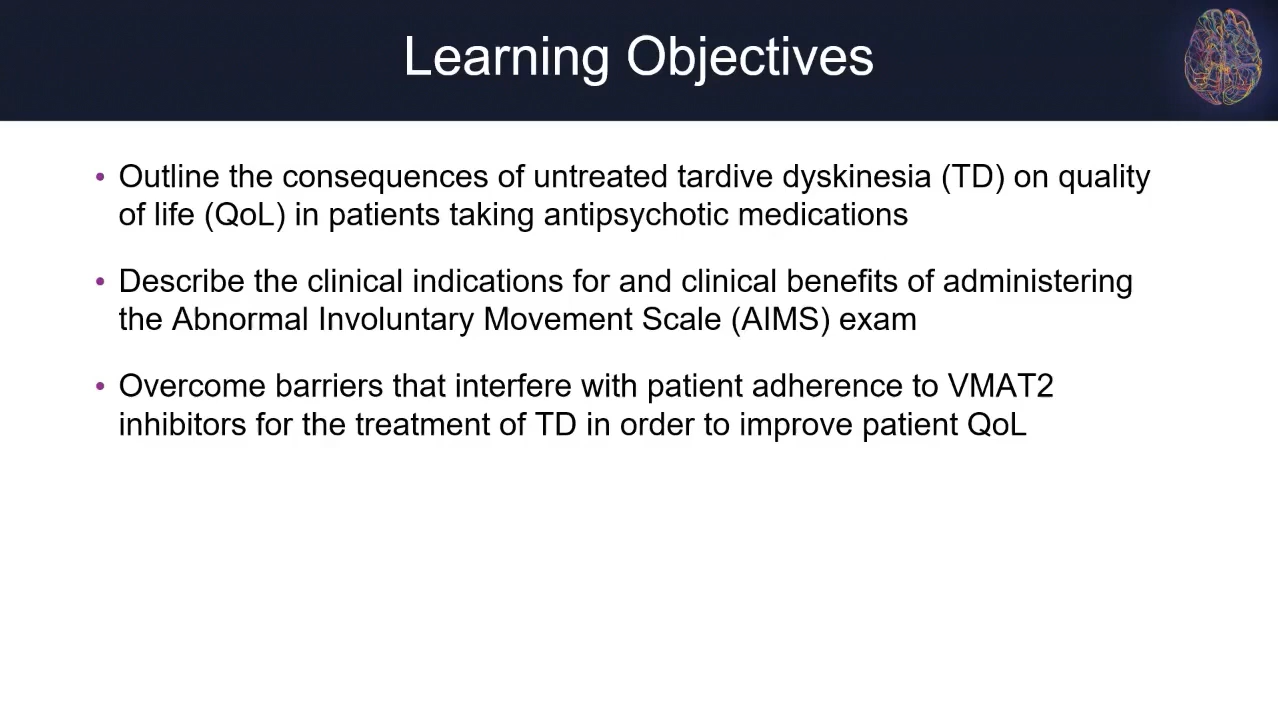 Learning Objectives
• Outline the consequences of untreated tardive dyskinesia (TD) on quality
of life (QoL) in patients taking antipsychotic medications
• Describe the clinical indications for and clinical benefits of administering
the Abnormal Involuntary Movement Scale (AIMS) exam
• Overcome barriers that interfere with patient adherence to VMAT2
inhibitors for the treatment of TD in order to improve patient QoL